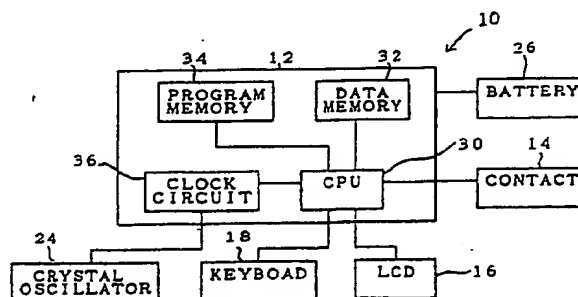 10
34
12
32
26
PROGRAM
MEMORY
DATA
MEMORY
BATTERY
36
30
14
CLOCK
CIRCUIT
CPU
CONTACT
24
18
CRYSTAL
OSCILLATOR
KEYBOAD
LCD
16